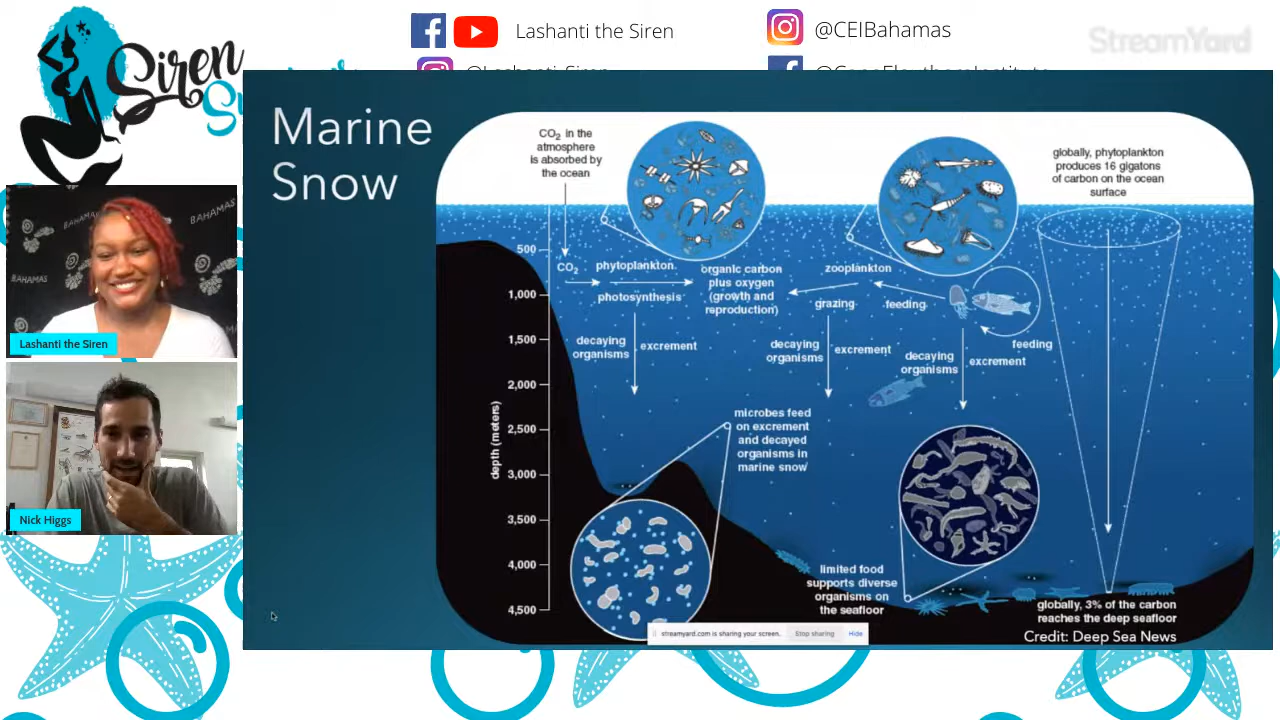 Lashanti the Siren
@CEIBahamas
StreamYard
Siren
BAHAMAS
BAHAMAS
BAHAMAS
Lashanti the Siren
Nick Higgs
Marine
Snow
CO2 in the
atmosphere
is absorbed by
the ocean
globally, phytoplankton
produces 16 gigatons
of carbon on the ocean
surface
500
1,000
1,500
2,000
2,500
3,000
3,500
4,000
4,500
depth (meters)
CO2
phytoplankton
photosynthesis
organic carbon
plus oxygen
(growth and
reproduction)
zooplankton
grazing
feeding
feeding
decaying
organisms
excrement
decaying
organisms
excrement
decaying
organisms
excrement
microbes feed
on excrement
and decayed
organisms in
marine snow
limited food
supports diverse
organisms on
the seafloor
globally, 3% of the carbon
reaches the deep seafloor
Credit: Deep Sea News
streamyard.com is sharing your screen.
Stop sharing
Hide